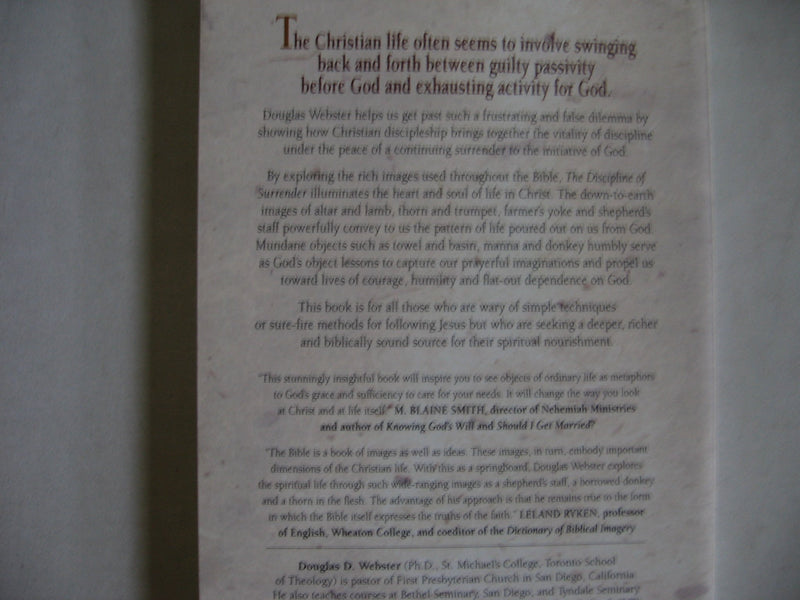 The Christian life often seems to involve swinging
back and forth between guilty passivity
before God and exhausting activity for God.
Douglas Webster helps us get past such a frustrating and false dilemma by
showing how Christian discipleship brings together the vitality of discipline
under the peace of a continuing surrender to the initiative of God.
By exploring the rich images used throughout the Bible, The Discipline of
Surrender illuminates the heart and soul of life in Christ. The down-to-earth
images of altar and lamb, thorn and trumpet, farmer's yoke and shepherd's
staff powerfully convey to us the pattern of life poured out on us from God.
Mundane objects such as towel and basin, manna and donkey humbly serve
as God's object lessons to capture our prayerful imaginations and propel us
toward lives of courage, humility and flat-out dependence on God.
This book is for all those who are wary of simple techniques
or sure-fire methods for following Jesus but who are seeking a deeper, richer
and biblically sound source for their spiritual nourishment.
"This stunningly insightful book will inspire you to see objects of ordinary life as metaphors
to God's grace and sufficiency to care for your needs. It will change the way you look
at Christ and at life itself." M. BLAINE SMITH, director of Nehemiah Ministries
and author of Knowing God's Will and Should I Get Married?
"The Bible is a book of images as well as ideas. These images, in turn, embody important
dimensions of the Christian life. With this as a springboard, Douglas Webster explores
the spiritual life through such wide-ranging images as a shepherd's staff, a borrowed donkey
and a thorn in the flesh. The advantage of his approach is that he remains true to the form
in which the Bible itself expresses the truths of the faith." LELAND RYKEN, professor
of English, Wheaton College, and coeditor of the Dictionary of Biblical Imagery
Douglas D. Webster (Ph.D., St. Michael's College, Toronto School
of Theology) is pastor of First Presbyterian Church in San Diego, California.
He also teaches courses at Bethel Seminary, San Diego, and Tyndale Seminary